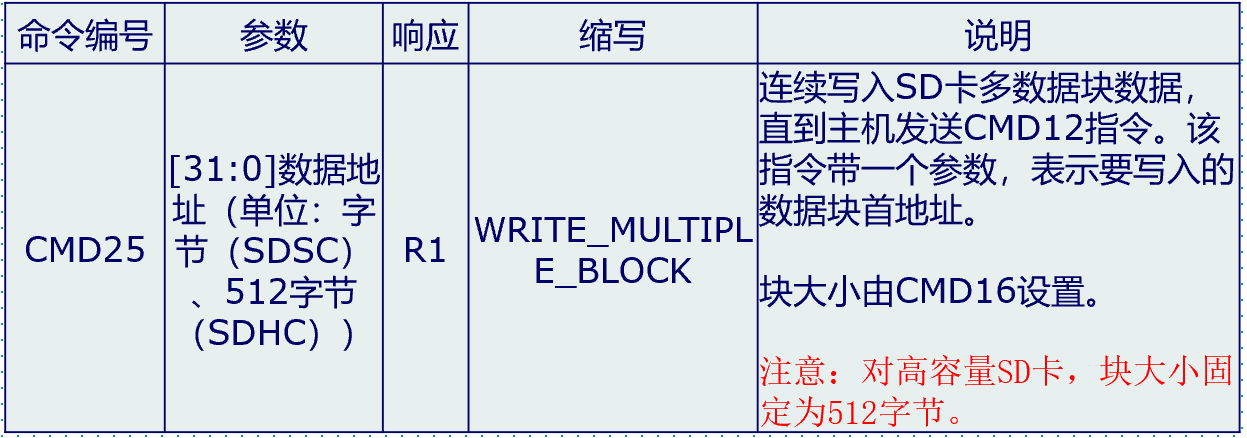 命令编号 参数 响应 缩写 说明
CMD25
[31:0]数据地
址（单位：字
节（SDSC）
、512字节
（SDHC））
R1
WRITE_MULTIPL
E_BLOCK
连续写入SD卡多数据块数据，
直到主机发送CMD12指令。该
指令带一个参数，表示要写入的
数据块首地址。
块大小由CMD16设置。
注意：对高容量SD卡，块大小固
定为512字节。